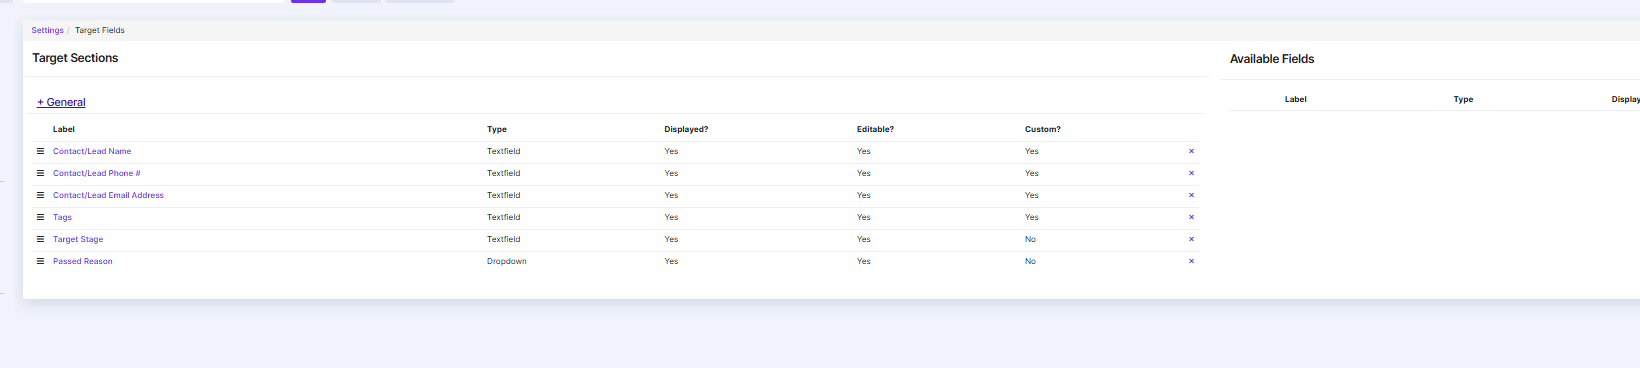 Settings / Target Fields
Target Sections
Available Fields
+ General
Label Type Displayed? Editable? Custom?
Label Type
Contact/Lead Name Textfield Yes Yes Yes ×
Contact/Lead Phone # Textfield Yes Yes Yes ×
Contact/Lead Email Address Textfield Yes Yes Yes ×
Tags Textfield Yes Yes Yes ×
Target Stage Textfield Yes Yes No ×
Passed Reason Dropdown Yes Yes No ×